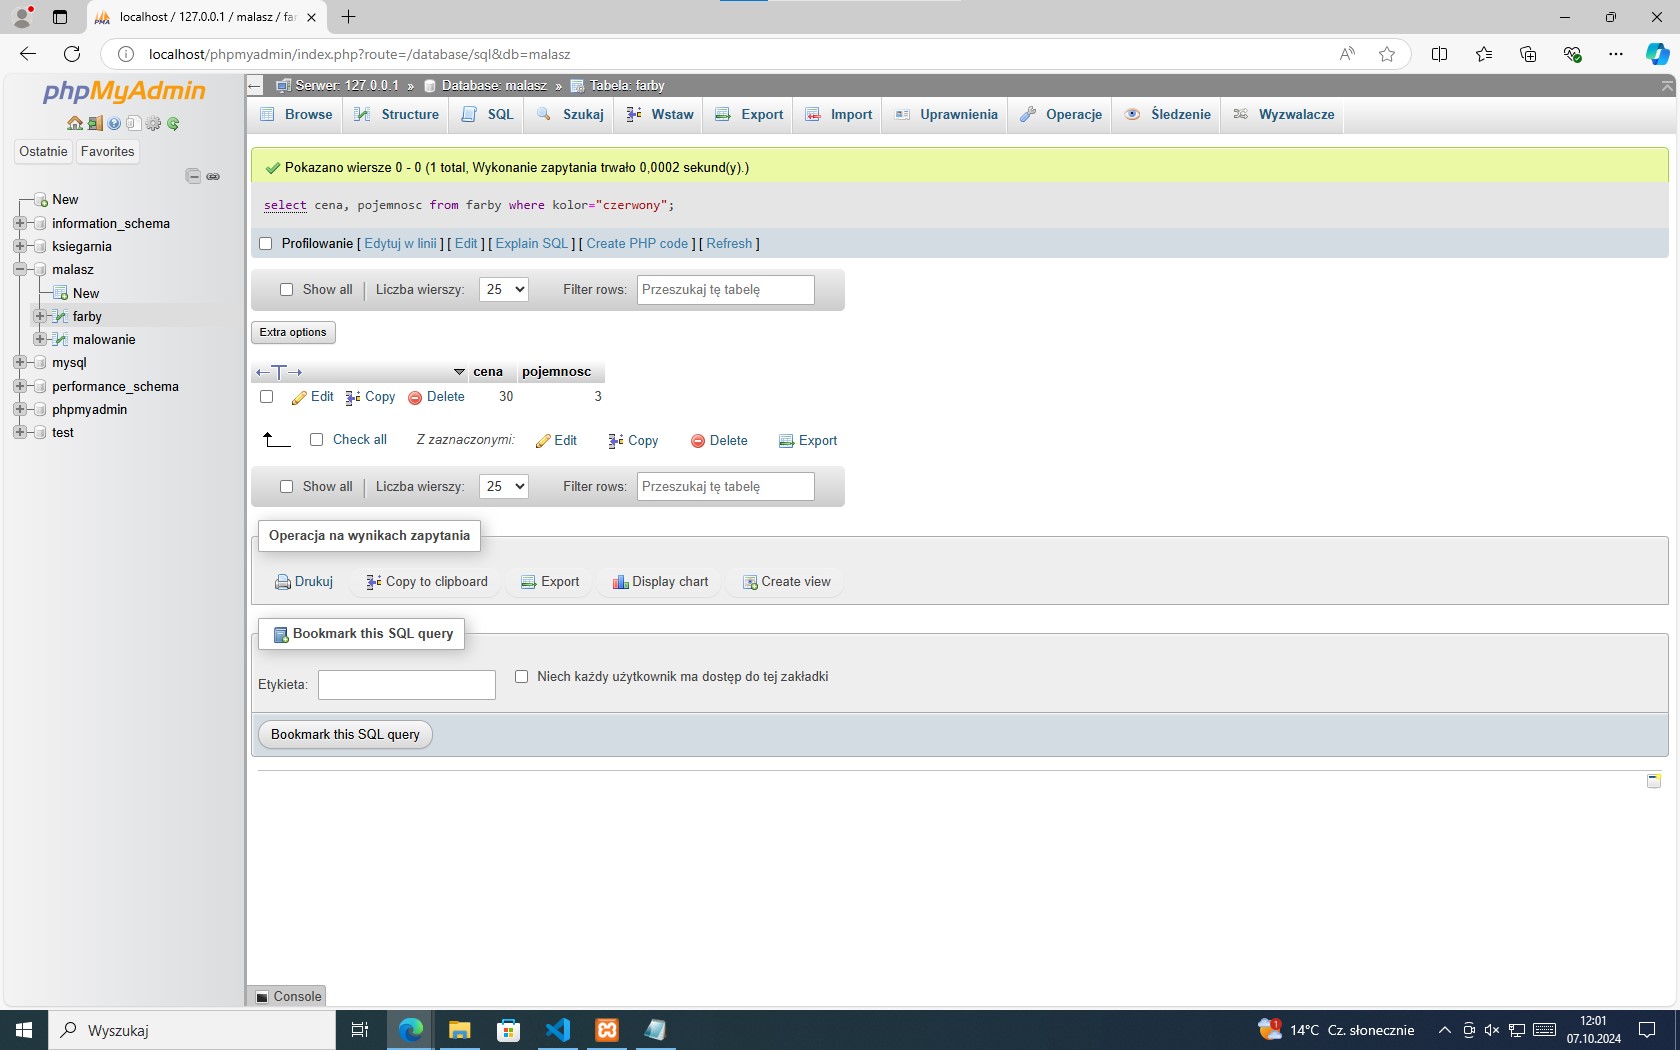 localhost / 127.0.0.1 / malasz / far
localhost/phpmyadmin/index.php?route=/database/sql&db=malasz
phpMyAdmin
Ostatnie Favorites
New
information_schema
ksiegarnia
malasz
New
farby
malowanie
mysql
performance_schema
phpmyadmin
test
Serwer: 127.0.0.1 » Database: malasz » Tabela: farby
Browse Structure SQL Szukaj Wstaw Export Import Uprawnienia Operacje Śledzenie Wyzwalacze
Pokazano wiersze 0 - 0 (1 total, Wykonanie zapytania trwało 0,0002 sekund(y).)
select cena, pojemnosc from farby where kolor="czerwony";
Profilowanie [ Edytuj w linii ] [ Edit ] [ Explain SQL ] [ Create PHP code ] [ Refresh ]
Show all | Liczba wierszy: 25 Filter rows: Przeszukaj tę tabelę
Extra options
←T→ cena pojemnosc
Edit Copy Delete 30 3
Check all Z zaznaczonymi: Edit Copy Delete Export
Show all | Liczba wierszy: 25 Filter rows: Przeszukaj tę tabelę
Operacja na wynikach zapytania
Drukuj Copy to clipboard Export Display chart Create view
Bookmark this SQL query
Etykieta: Niech każdy użytkownik ma dostęp do tej zakładki
Bookmark this SQL query
Console
Wyszukaj
14°C Cz. słonecznie
12:01
07.10.2024